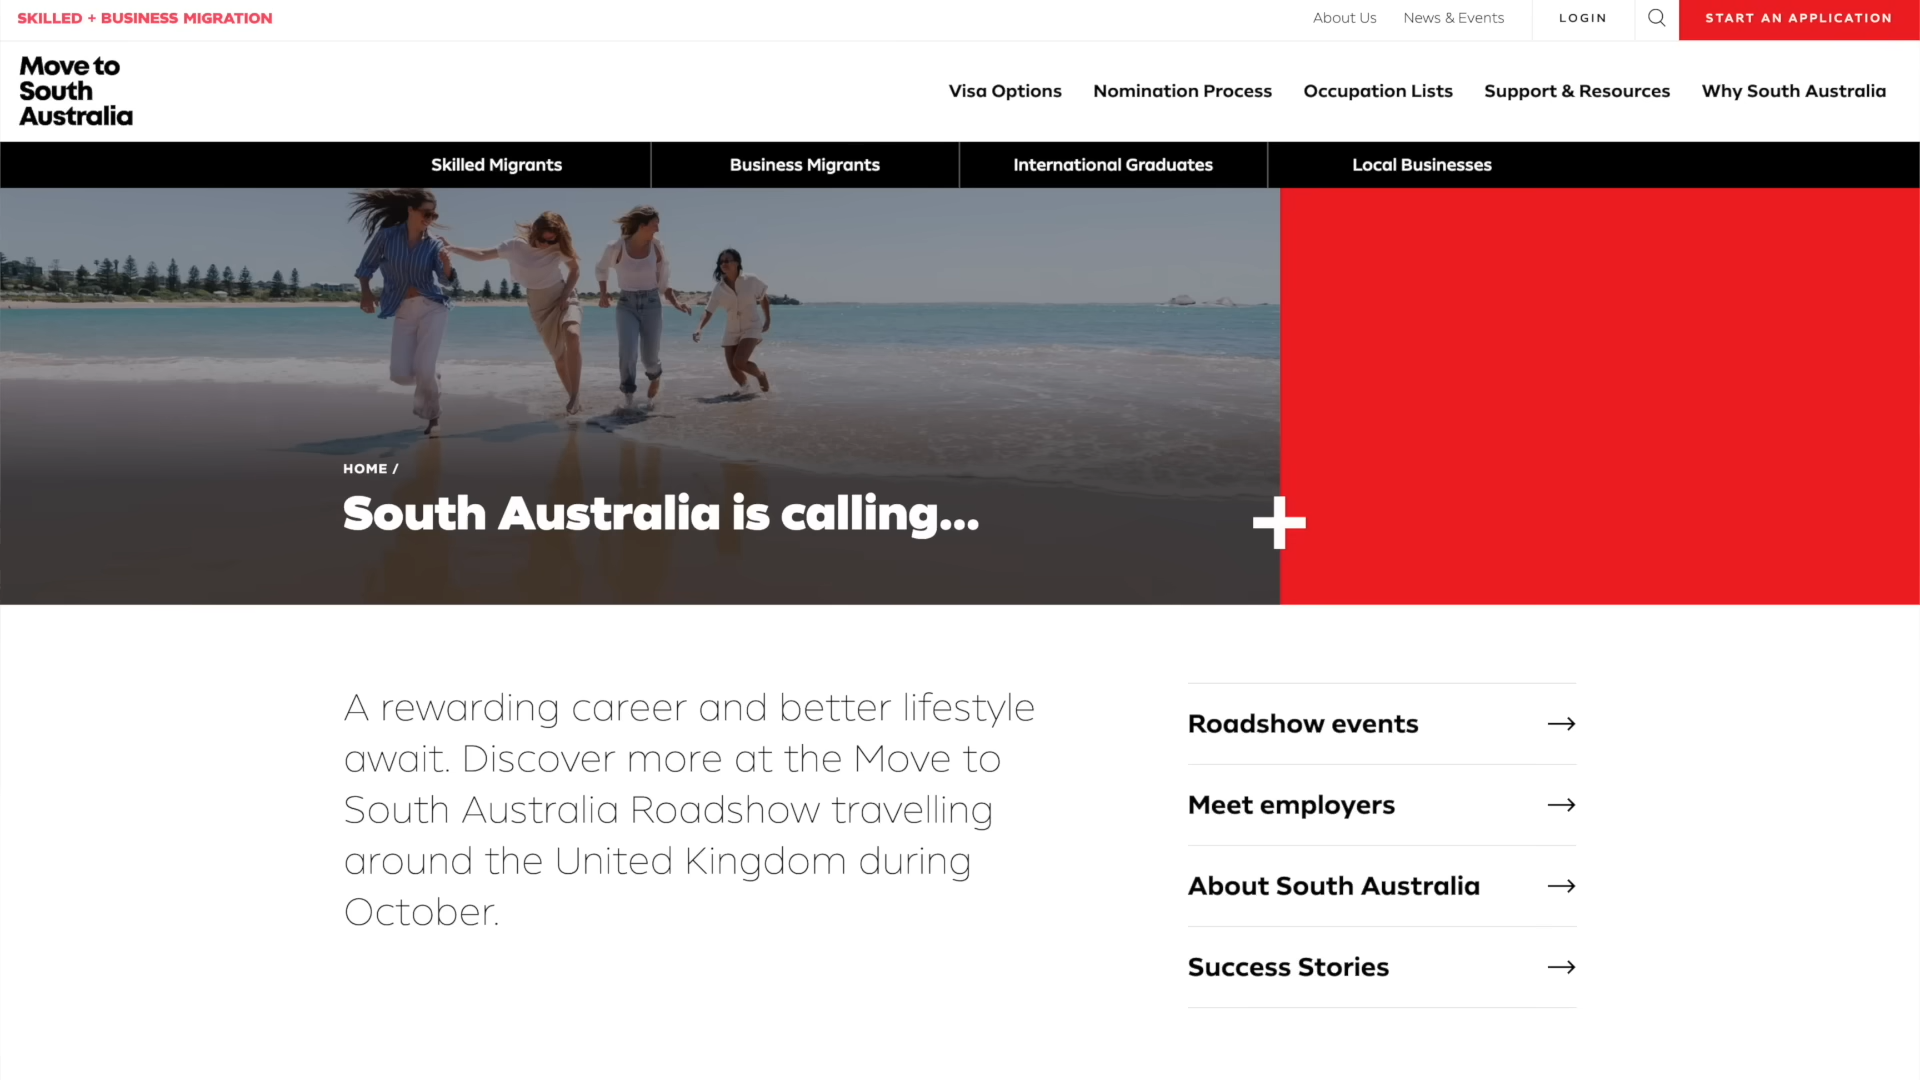 SKILLED + BUSINESS MIGRATION
About Us
News & Events
LOGIN
START AN APPLICATION
Move to
South
Australia
Visa Options
Nomination Process
Occupation Lists
Support & Resources
Why South Australia
Skilled Migrants
Business Migrants
International Graduates
Local Businesses
HOME /
South Australia is calling...
A rewarding career and better lifestyle
await. Discover more at the Move to
South Australia Roadshow travelling
around the United Kingdom during
October.
Roadshow events
Meet employers
About South Australia
Success Stories